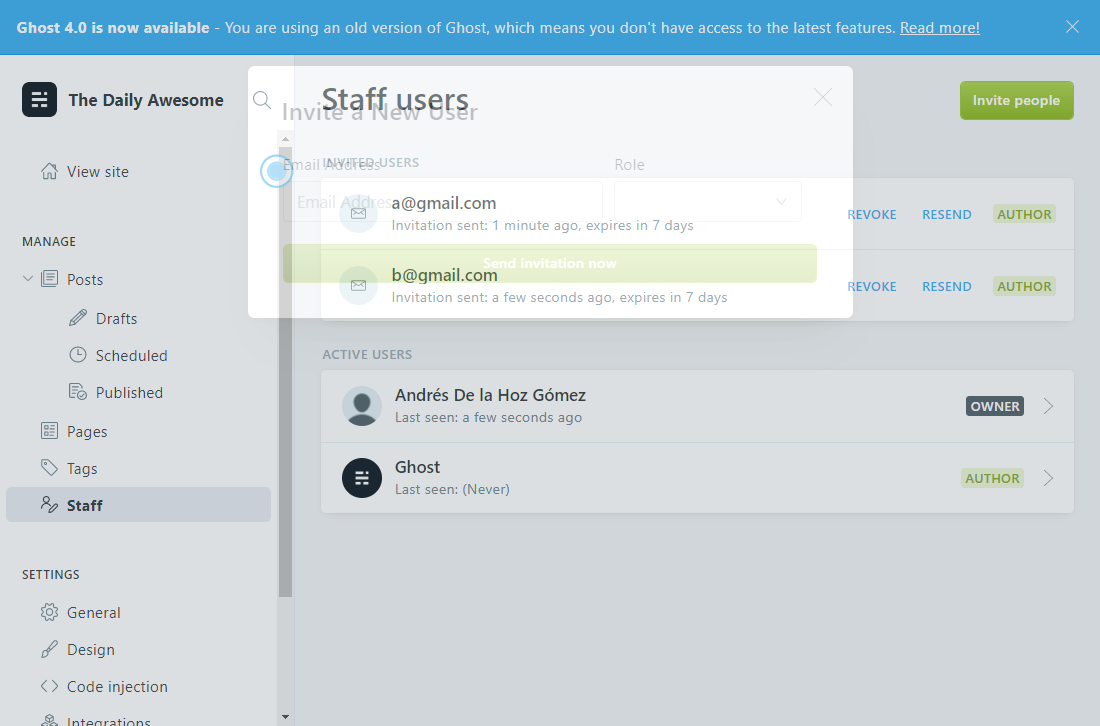 Ghost 4.0 is now available - You are using an old version of Ghost, which means you don't have access to the latest features. Read more!
The Daily Awesome
View site
MANAGE
Posts
Drafts
Scheduled
Published
Pages
Tags
Staff
SETTINGS
General
Design
Code injection
Integrations
Staff users
Invite people
Invite a New User
Email Address
Role
Email Address
Send invitation now
INVITED USERS
a@gmail.com
Invitation sent: 1 minute ago, expires in 7 days
REVOKE RESEND AUTHOR
b@gmail.com
Invitation sent: a few seconds ago, expires in 7 days
REVOKE RESEND AUTHOR
ACTIVE USERS
Andrés De la Hoz Gómez
Last seen: a few seconds ago
OWNER
Ghost
Last seen: (Never)
AUTHOR